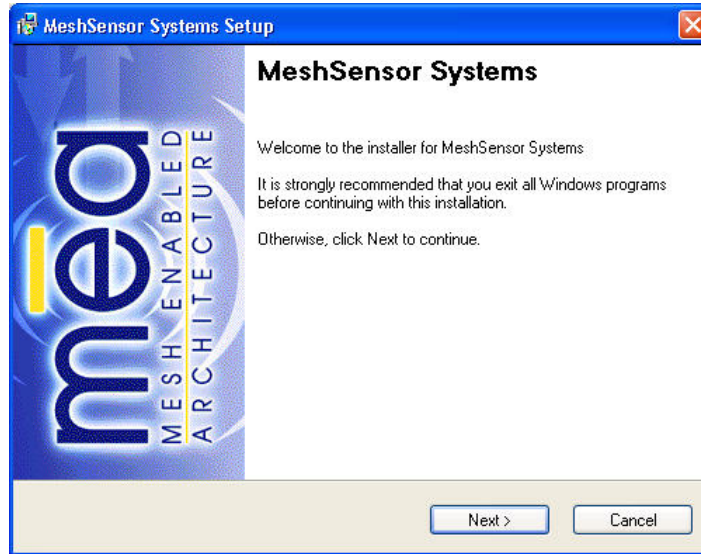 MeshSensor Systems Setup
MeshSensor Systems
mēa
MESH ENABLED
ARCHITECTURE
Welcome to the installer for MeshSensor Systems
It is strongly recommended that you exit all Windows programs
before continuing with this installation.
Otherwise, click Next to continue.
Next >
Cancel